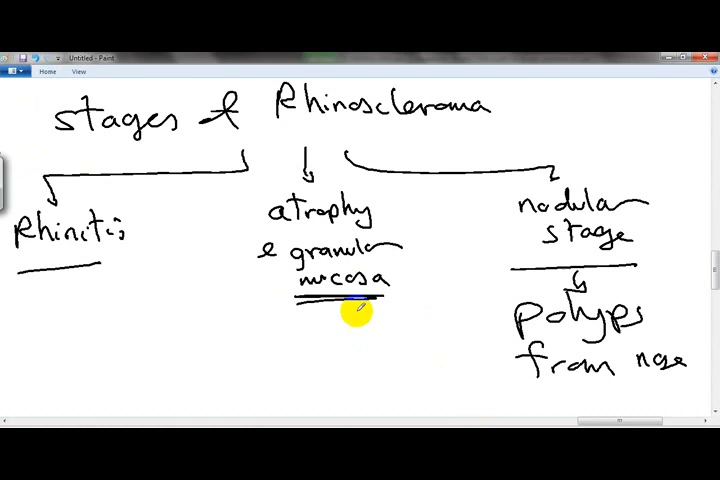 Untitled - Paint
Home View
stages of Rhinoscleroma
Rhinitis
atrophy
e granular
mucosa
nodular
stage
polyps
from nose